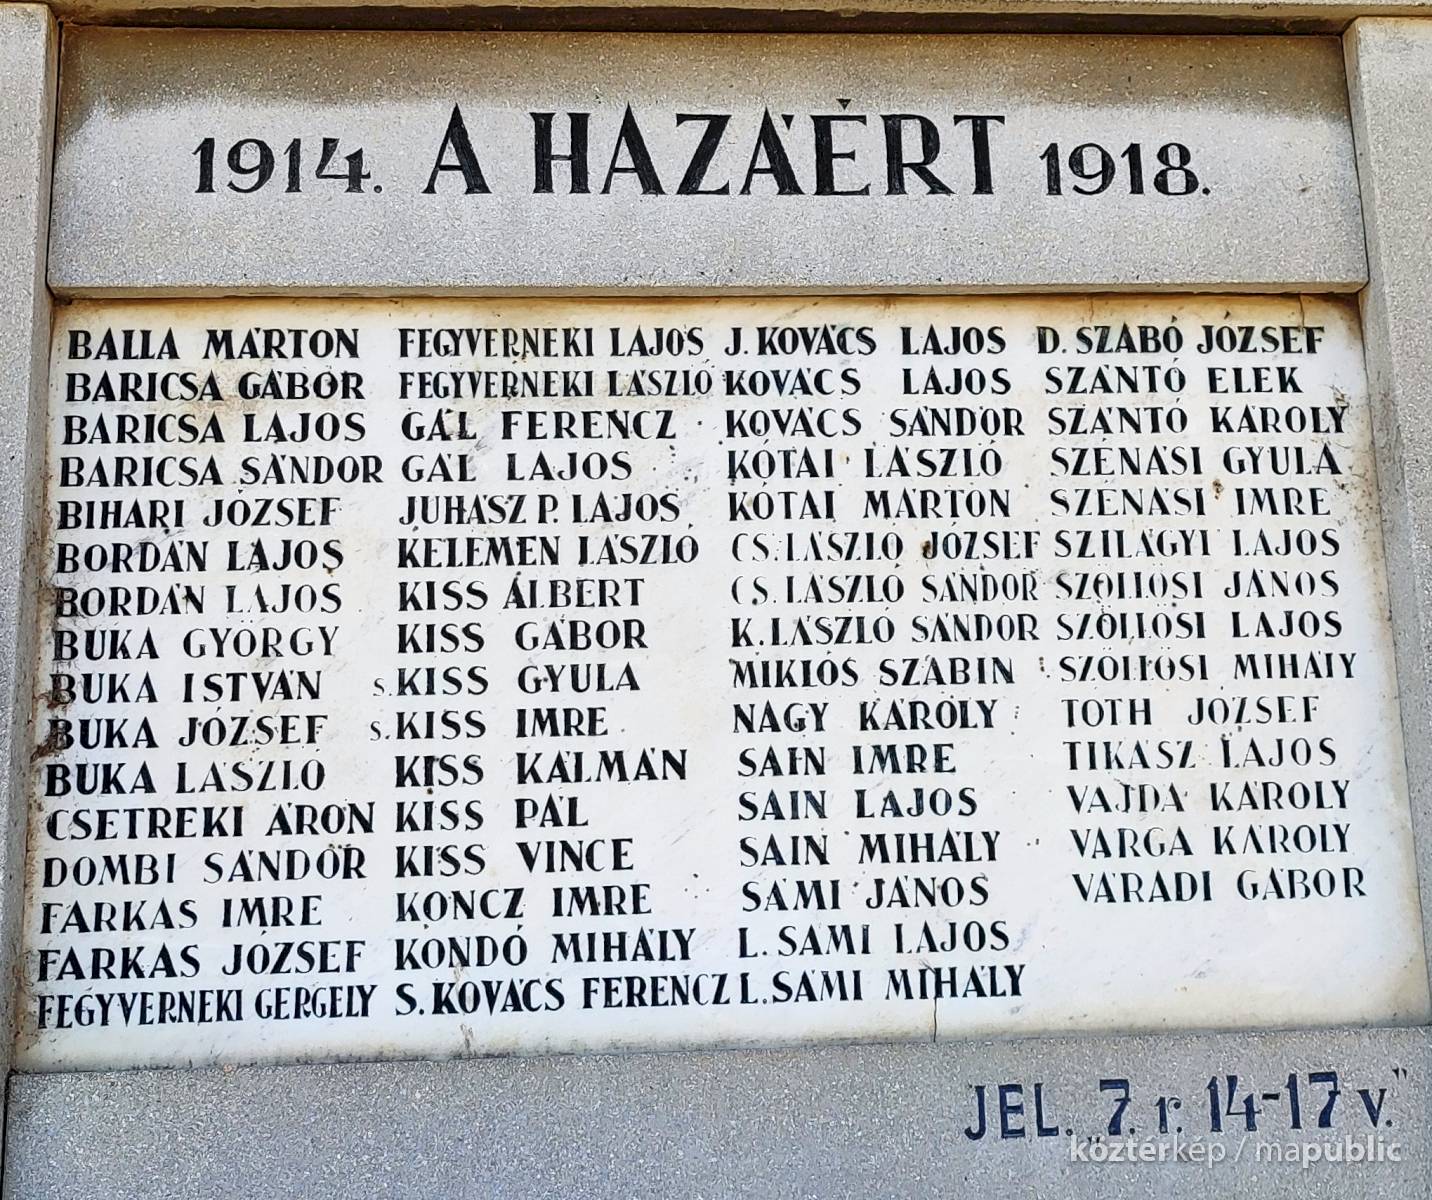 1914. A HAZÁÉRT 1918.
BALLA MÁRTON
BARICSA GÁBOR
BARICSA LAJOS
BARICSA SÁNDOR
BIHARI JÓZSEF
BORDÁN LAJOS
BORDÁN LAJOS
BUKA GYÖRGY
BUKA ISTVÁN
BUKA JÓZSEF
BUKA LÁSZLÓ
CSETREKI ÁRON
DOMBI SÁNDOR
FARKAS IMRE
FARKAS JÓZSEF
FEGYVERNEKI GERGELY
FEGYVERNEKI LAJOS
FEGYVERNEKI LÁSZLÓ
GÁL FERENCZ
GÁL LAJOS
JUHÁSZ P. LAJOS
KELEMEN LÁSZLÓ
KISS ÁLBERT
KISS GÁBOR
S. KISS GYULA
S. KISS IMRE
KISS KÁLMÁN
KISS PÁL
KISS VINCE
KONCZ IMRE
KONDÓ MIHÁLY
S. KOVÁCS FERENCZ
J. KOVÁCS LAJOS
KOVÁCS LAJOS
KOVÁCS SÁNDOR
KÓTAI LÁSZLÓ
KÓTAI MÁRTON
CS. LÁSZLÓ JÓZSEF
CS. LÁSZLÓ SÁNDOR
K. LÁSZLÓ SÁNDOR
MIKLÓS SZABIN
NAGY KÁROLY
SAIN IMRE
SAIN LAJOS
SAIN MIHÁLY
SÁMI JÁNOS
L. SÁMI LAJOS
L. SÁMI MIHÁLY
D. SZABÓ JÓZSEF
SZÁNTÓ ELEK
SZÁNTÓ KÁROLY
SZÉNÁSI GYULA
SZÉNÁSI IMRE
SZILÁGYI LAJOS
SZÖLLÖSI JÁNOS
SZÖLLÖSI LAJOS
SZÖLLÖSI MIHÁLY
TÓTH JÓZSEF
TIKÁSZ LAJOS
VAJDA KÁROLY
VARGA KÁROLY
VÁRADI GÁBOR
JEL. „7. r. 14-17 v."
köztérkép / mapublic